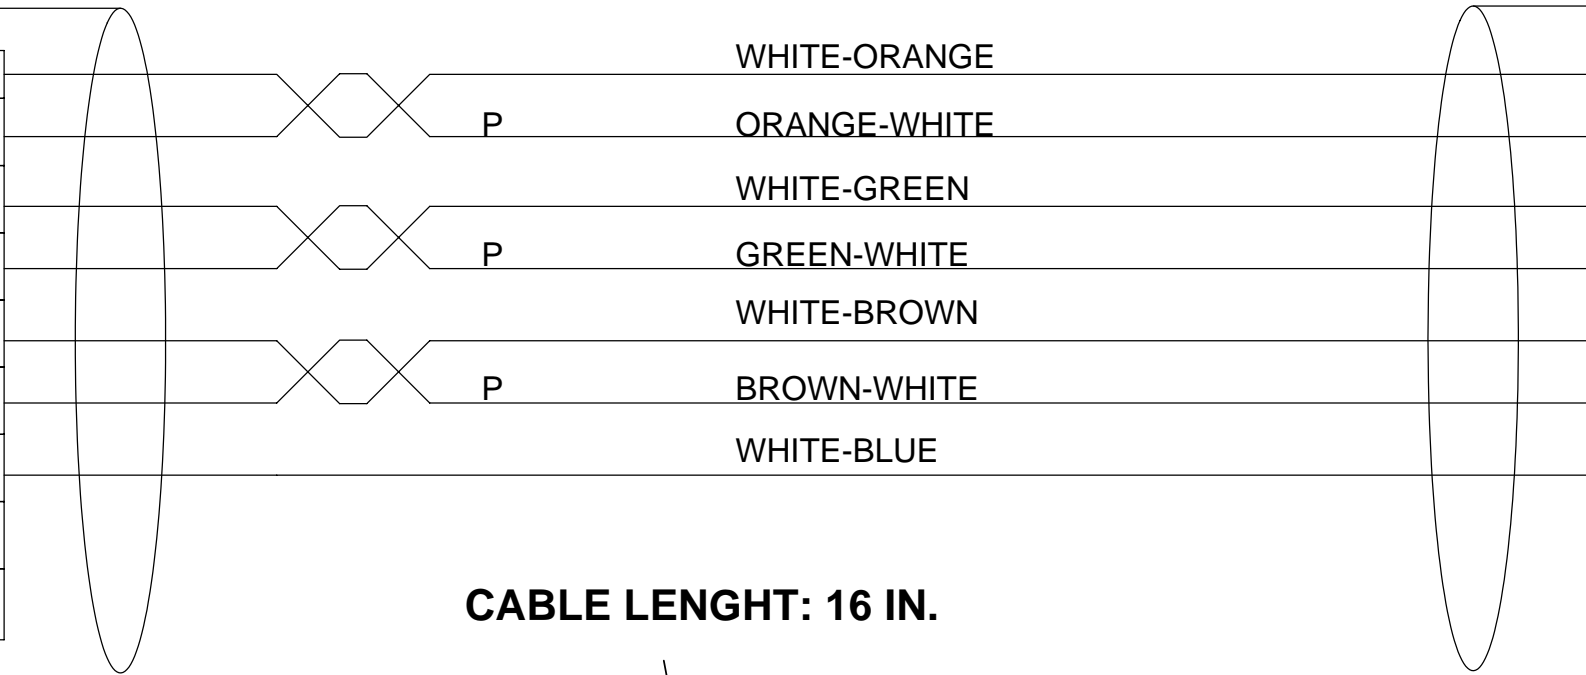 WHITE-ORANGE
P ORANGE-WHITE
WHITE-GREEN
P GREEN-WHITE
WHITE-BROWN
P BROWN-WHITE
WHITE-BLUE
CABLE LENGHT: 16 IN.